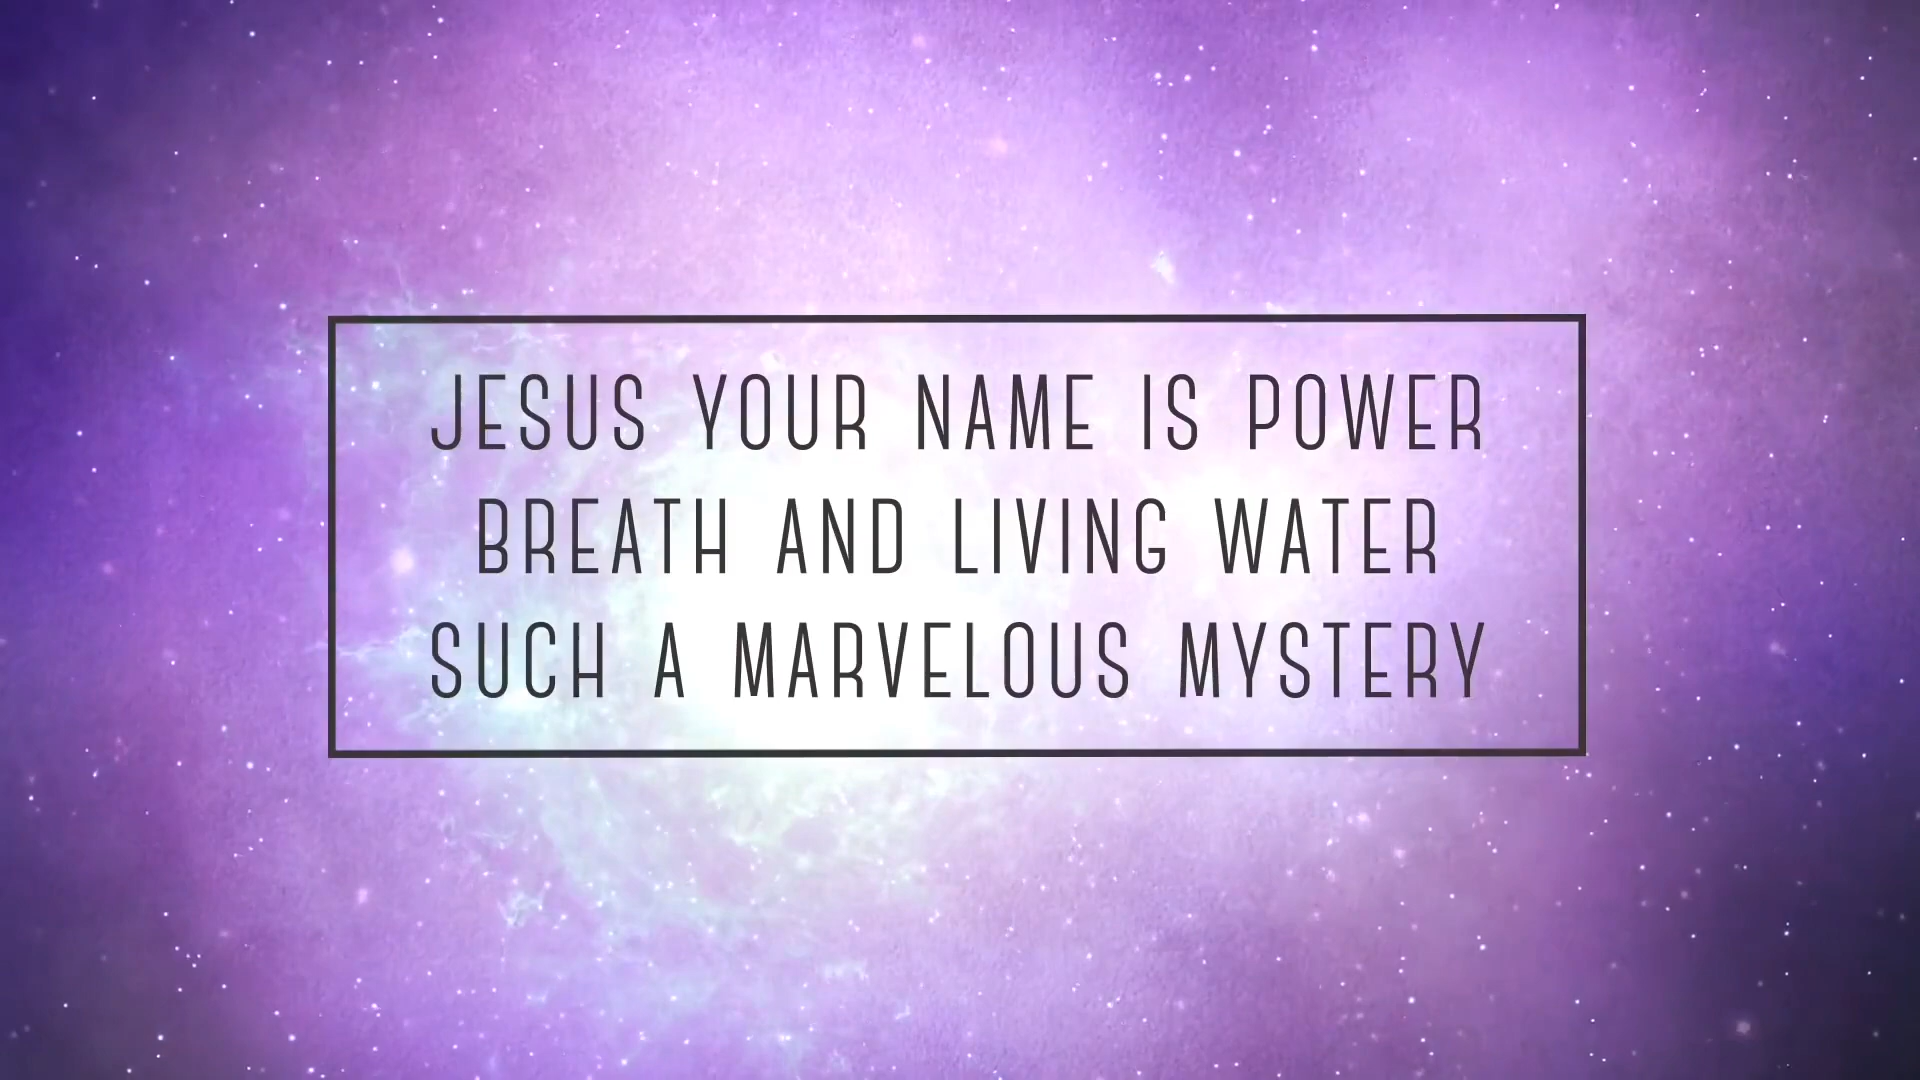 JESUS YOUR NAME IS POWER
BREATH AND LIVING WATER
SUCH A MARVELOUS MYSTERY